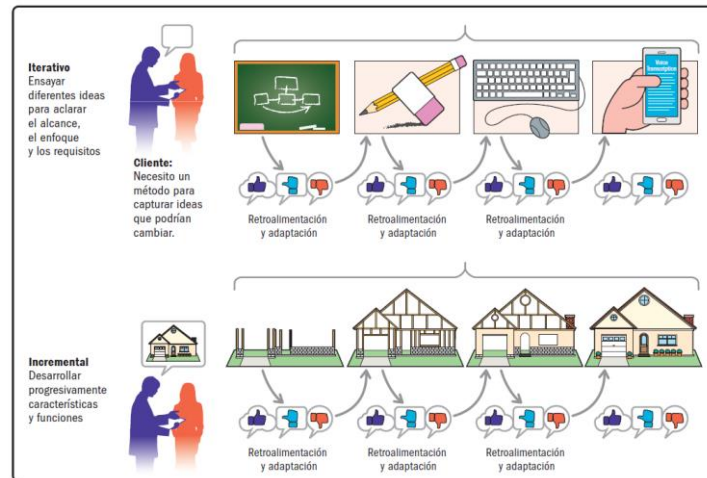 Iterativo
Ensayar
diferentes ideas
para aclarar
el alcance,
el enfoque
y los requisitos
Cliente:
Necesito un
método para
capturar ideas
que podrían
cambiar.
Retroalimentación
y adaptación
Retroalimentación
y adaptación
Retroalimentación
y adaptación
Incremental
Desarrollar
progresivamente
características
y funciones
Retroalimentación
y adaptación
Retroalimentación
y adaptación
Retroalimentación
y adaptación